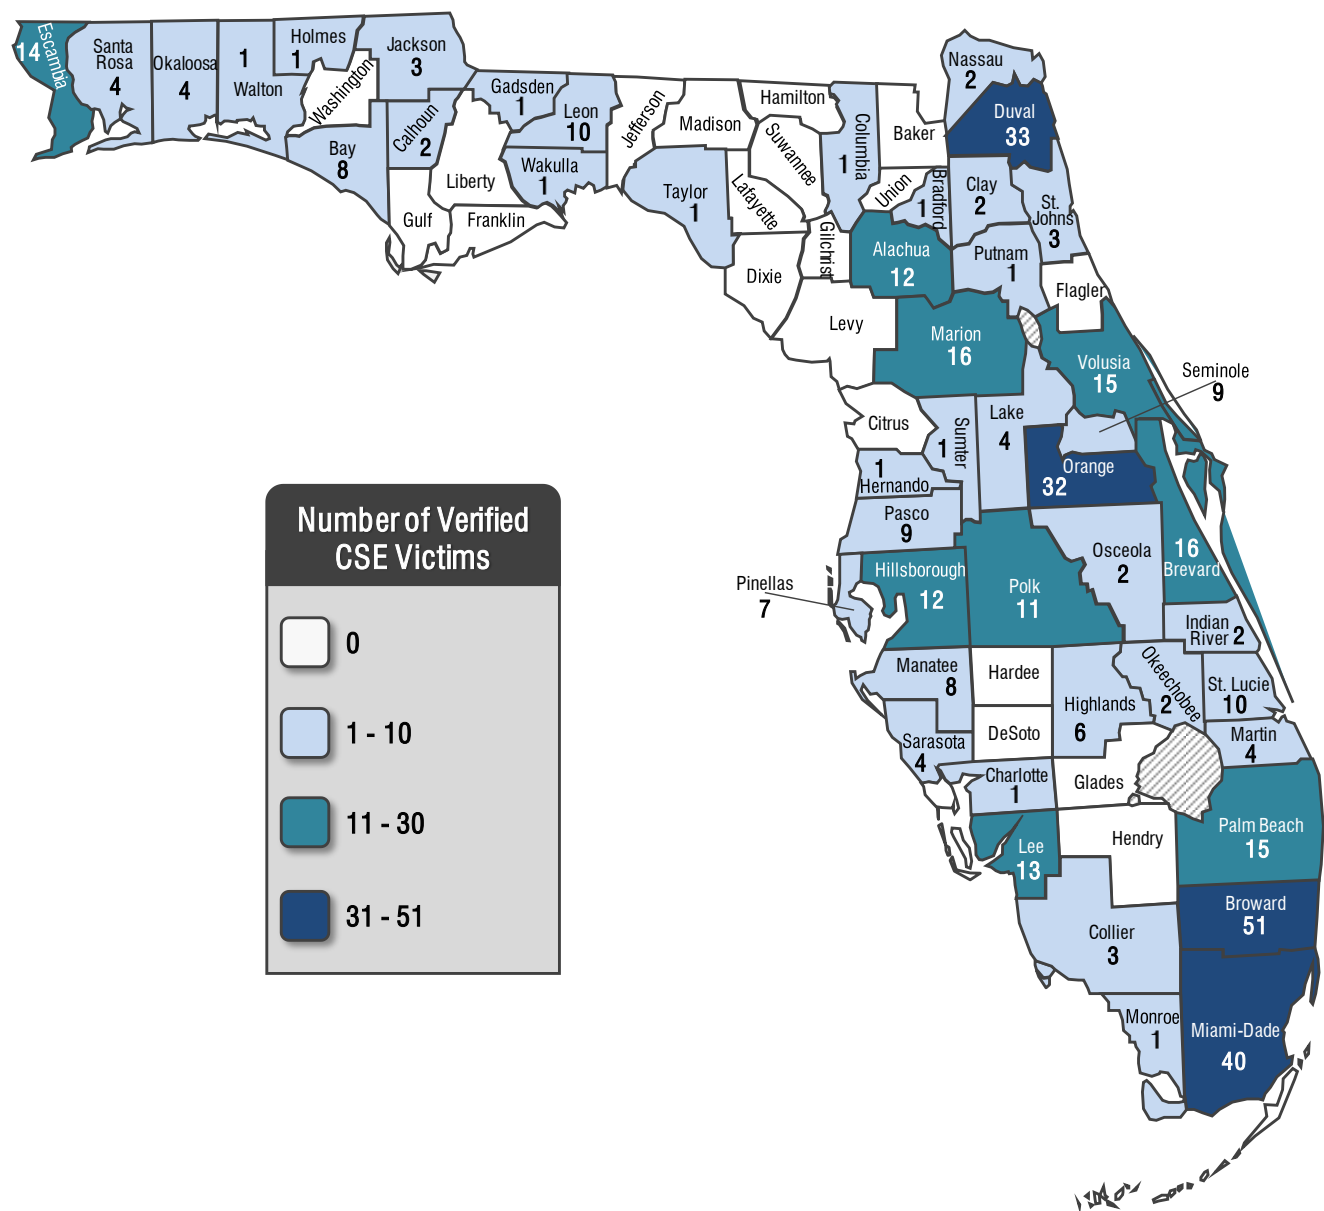 Escambia
14
Santa
Rosa
4
Okaloosa
4
1
Walton
Holmes
1
Washington
Jackson
3
Bay
8
Calhoun
2
Gulf
Liberty
Franklin
Gadsden
1
Leon
10
Wakulla
1
Jefferson
Madison
Taylor
1
Hamilton
Suwannee
Lafayette
Dixie
Columbia
1
Gilchrist
Baker
Union
Bradford
1
Nassau
2
Duval
33
Clay
2
St.
Johns
3
Alachua
12
Putnam
1
Flagler
Levy
Marion
16
Volusia
15
Seminole
9
Citrus
Sumter
1
Lake
4
Orange
32
1
Hernando
Pasco
9
Pinellas
7
Hillsborough
12
Polk
11
Osceola
2
16
Brevard
Indian
River 2
Manatee
8
Hardee
Highlands
6
Okeechobee
2
St. Lucie
10
Sarasota
4
DeSoto
Martin
4
Charlotte
1
Glades
Lee
13
Hendry
Palm Beach
15
Collier
3
Broward
51
Monroe
1
Miami-Dade
40
Number of Verified
CSE Victims
0
1 - 10
11 - 30
31 - 51